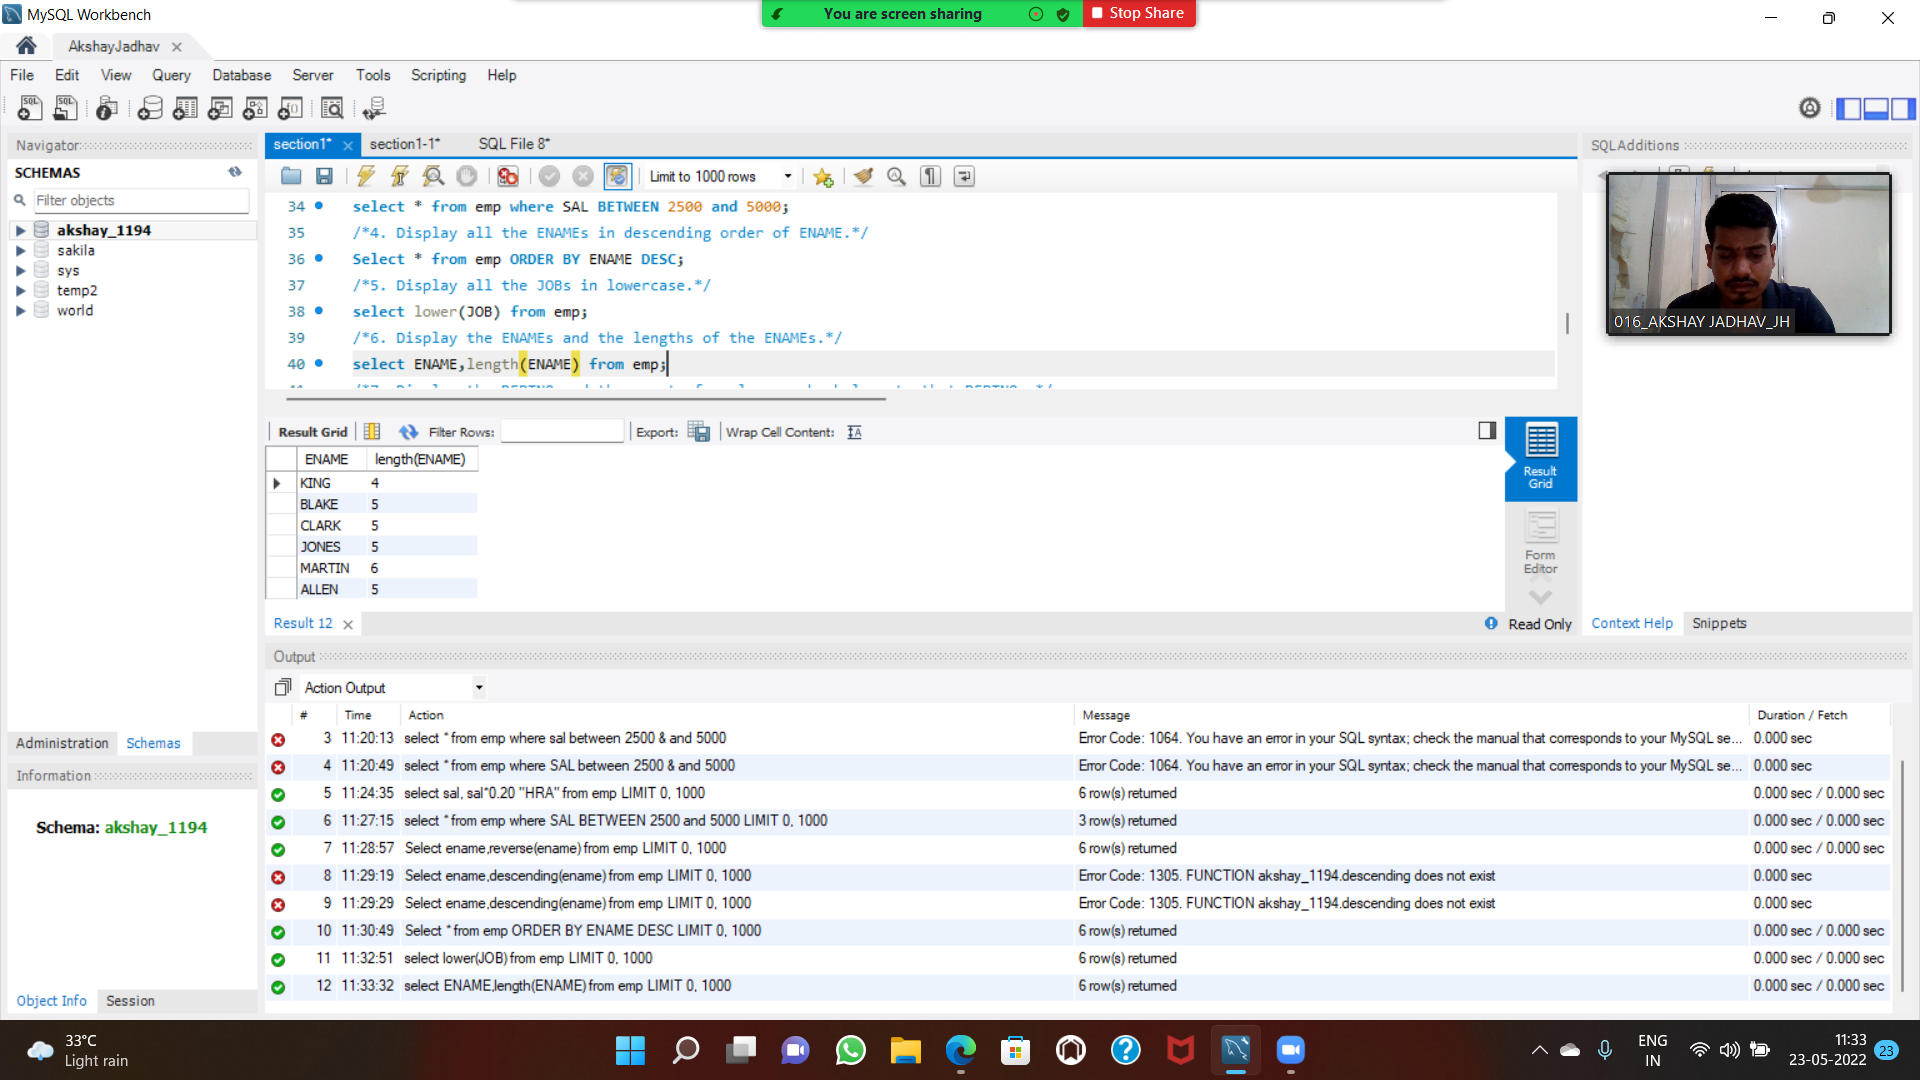 MySQL Workbench
You are screen sharing
Stop Share
AkshayJadhav
File Edit View Query Database Server Tools Scripting Help
Navigator
SCHEMAS
Filter objects
akshay_1194
sakila
sys
temp2
world
Administration Schemas
Information
Schema: akshay_1194
Object Info Session
section1* section1-1* SQL File 8*
Limit to 1000 rows
34 select * from emp where SAL BETWEEN 2500 and 5000;
35 /*4. Display all the ENAMEs in descending order of ENAME.*/
36 Select * from emp ORDER BY ENAME DESC;
37 /*5. Display all the JOBs in lowercase.*/
38 select lower(JOB) from emp;
39 /*6. Display the ENAMEs and the lengths of the ENAMEs.*/
40 select ENAME,length(ENAME) from emp;
Result Grid Filter Rows: Export: Wrap Cell Content:
ENAME length(ENAME)
KING 4
BLAKE 5
CLARK 5
JONES 5
MARTIN 6
ALLEN 5
Result Grid
Form Editor
Result 12
Read Only
SQLAdditions
016_AKSHAY JADHAV_JH
Context Help Snippets
Output
Action Output
# Time Action Message Duration / Fetch
3 11:20:13 select * from emp where sal between 2500 & and 5000 Error Code: 1064. You have an error in your SQL syntax; check the manual that corresponds to your MySQL se... 0.000 sec
4 11:20:49 select * from emp where SAL between 2500 & and 5000 Error Code: 1064. You have an error in your SQL syntax; check the manual that corresponds to your MySQL se... 0.000 sec
5 11:24:35 select sal, sal*0.20 "HRA" from emp LIMIT 0, 1000 6 row(s) returned 0.000 sec / 0.000 sec
6 11:27:15 select * from emp where SAL BETWEEN 2500 and 5000 LIMIT 0, 1000 3 row(s) returned 0.000 sec / 0.000 sec
7 11:28:57 Select ename,reverse(ename) from emp LIMIT 0, 1000 6 row(s) returned 0.000 sec / 0.000 sec
8 11:29:19 Select ename,descending(ename) from emp LIMIT 0, 1000 Error Code: 1305. FUNCTION akshay_1194.descending does not exist 0.000 sec
9 11:29:29 Select ename,descending(ename) from emp LIMIT 0, 1000 Error Code: 1305. FUNCTION akshay_1194.descending does not exist 0.000 sec
10 11:30:49 Select * from emp ORDER BY ENAME DESC LIMIT 0, 1000 6 row(s) returned 0.000 sec / 0.000 sec
11 11:32:51 select lower(JOB) from emp LIMIT 0, 1000 6 row(s) returned 0.000 sec / 0.000 sec
12 11:33:32 select ENAME,length(ENAME) from emp LIMIT 0, 1000 6 row(s) returned 0.000 sec / 0.000 sec
33°C
Light rain
ENG
IN
11:33
23-05-2022
23